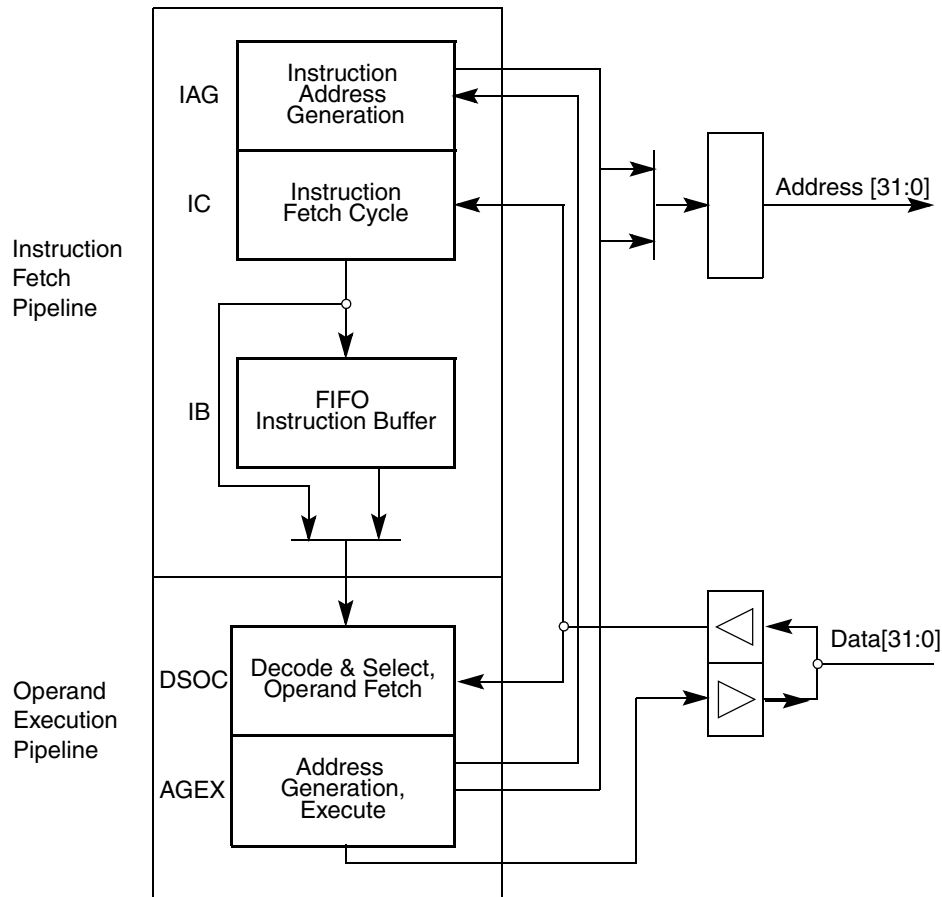 IAG
Instruction
Address
Generation
IC
Instruction
Fetch Cycle
Address [31:0]
Instruction
Fetch
Pipeline
IB
FIFO
Instruction Buffer
DSOC
Decode & Select,
Operand Fetch
Data[31:0]
Operand
Execution
Pipeline
AGEX
Address
Generation,
Execute